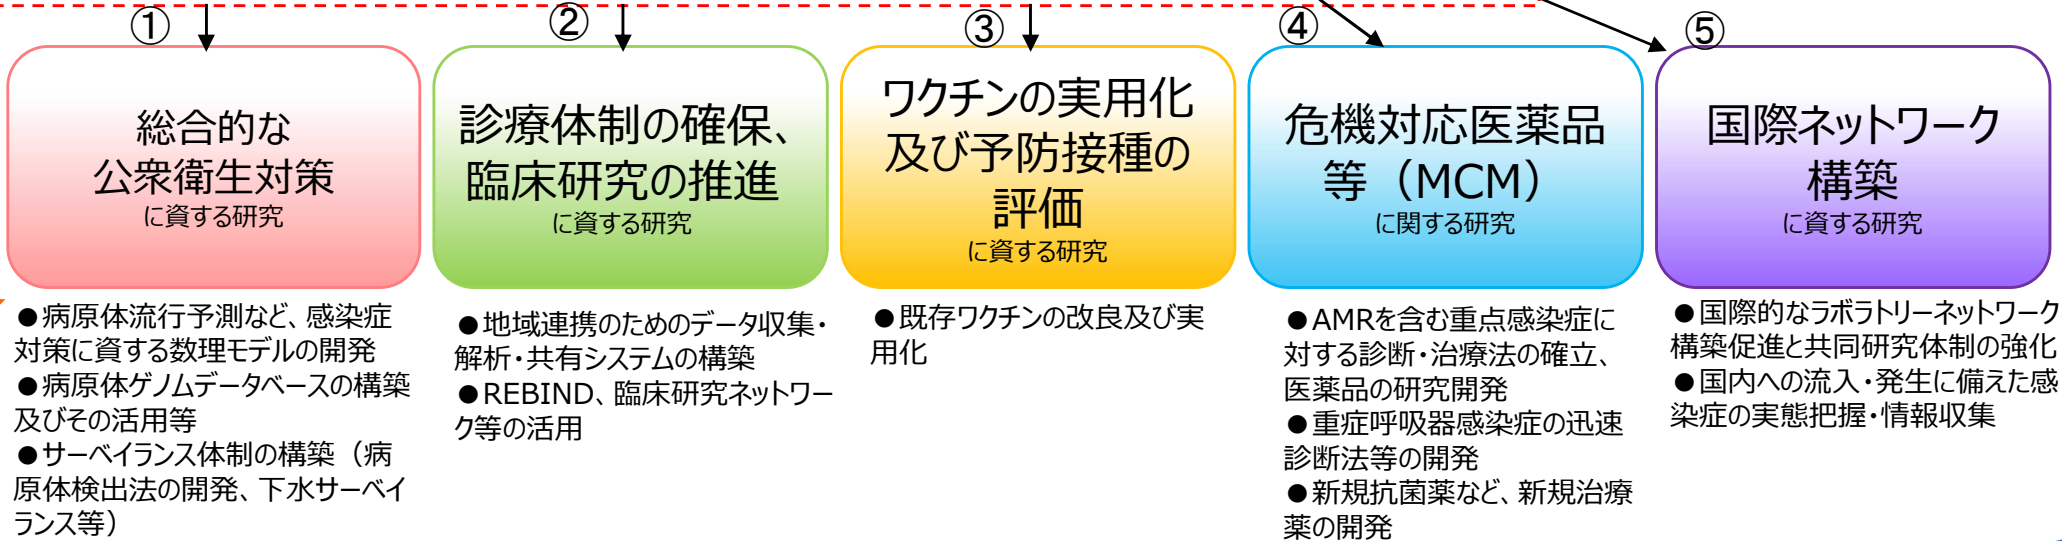 ①
総合的な
公衆衛生対策
に資する研究
●病原体流行予測など、感染症
対策に資する数理モデルの開発
●病原体ゲノムデータベースの構築
及びその活用等
●サーベイランス体制の構築（病
原体検出法の開発、下水サーベイ
ランス等）
②
診療体制の確保、
臨床研究の推進
に資する研究
●地域連携のためのデータ収集・
解析・共有システムの構築
●REBIND、臨床研究ネットワー
ク等の活用
③
ワクチンの実用化
及び予防接種の
評価
に資する研究
●既存ワクチンの改良及び実
用化
④
危機対応医薬品
等（MCM）
に関する研究
●AMRを含む重点感染症に
対する診断・治療法の確立、
医薬品の研究開発
●重症呼吸器感染症の迅速
診断法等の開発
●新規抗菌薬など、新規治療
薬の開発
⑤
国際ネットワーク
構築
に資する研究
●国際的なラボラトリーネットワーク
構築促進と共同研究体制の強化
●国内への流入・発生に備えた感
染症の実態把握・情報収集